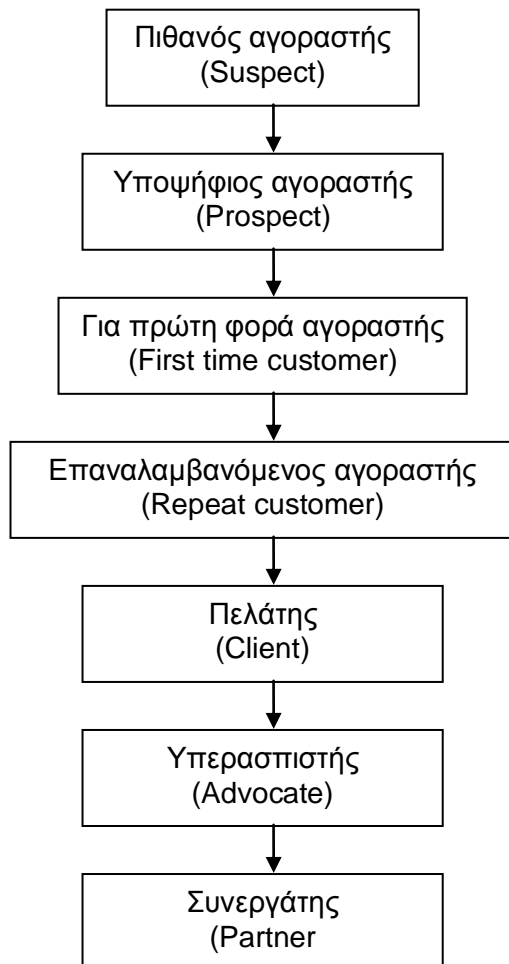 Πιθανός αγοραστής
(Suspect)
Υποψήφιος αγοραστής
(Prospect)
Για πρώτη φορά αγοραστής
(First time customer)
Επαναλαμβανόμενος αγοραστής
(Repeat customer)
Πελάτης
(Client)
Υπερασπιστής
(Advocate)
Συνεργάτης
(Partner